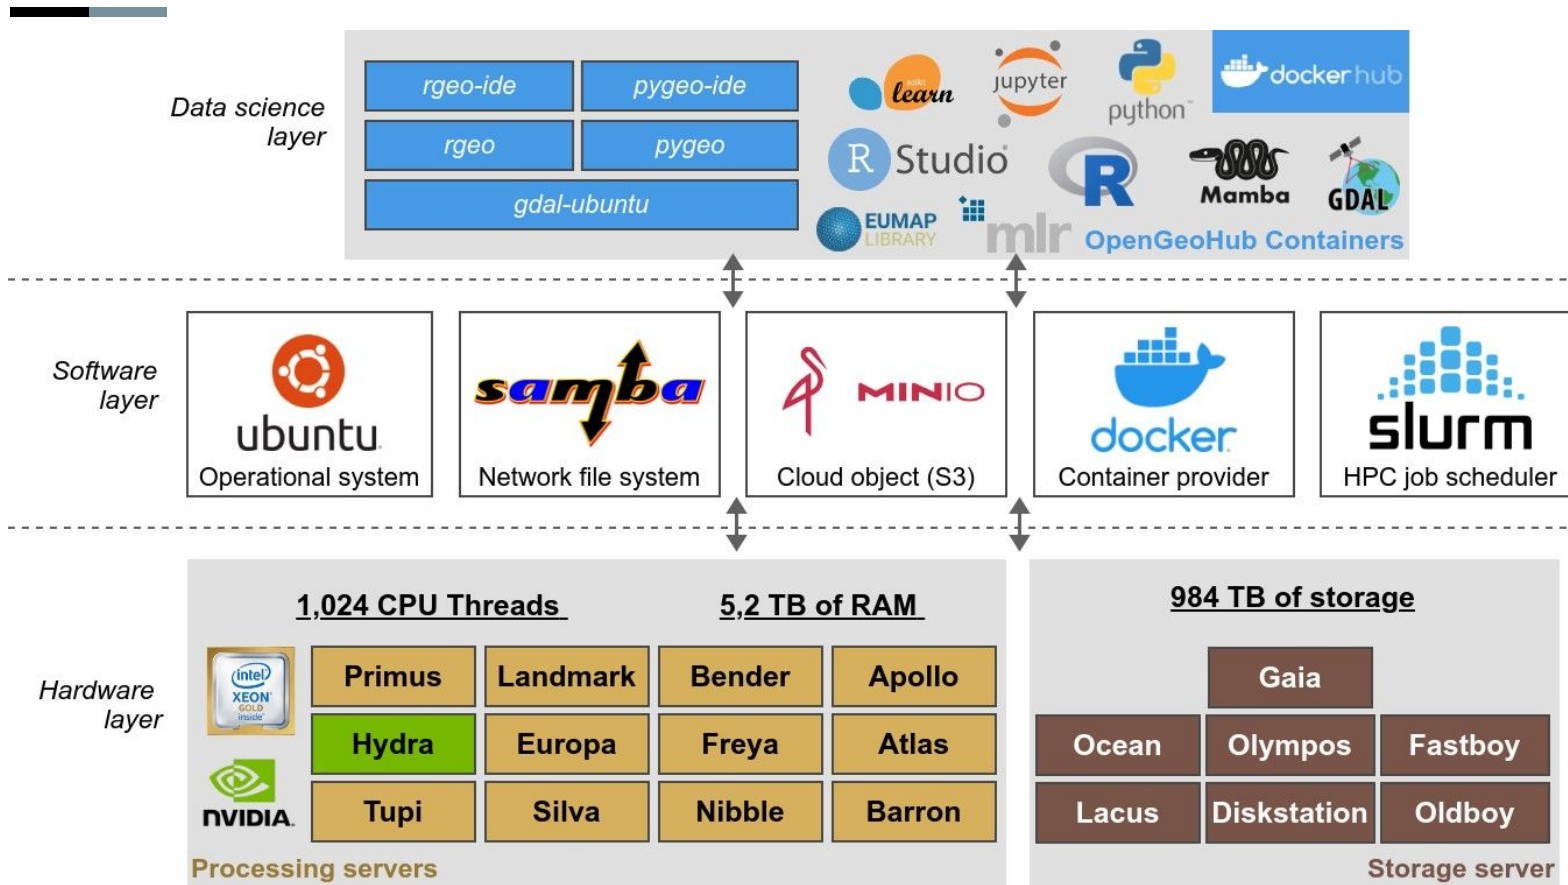 Data science
layer
rgeo-ide
pygeo-ide
rgeo
pygeo
gdal-ubuntu
scikit
learn
jupyter
python™
dockerhub
R Studio
R
Mamba
GDAL
EUMAP
LIBRARY
mlr
OpenGeoHub Containers
Software
layer
ubuntu
Operational system
samba
Network file system
MINIO
Cloud object (S3)
docker
Container provider
slurm
HPC job scheduler
Hardware
layer
1,024 CPU Threads
5,2 TB of RAM
984 TB of storage
intel
XEON
GOLD
inside
NVIDIA.
Primus
Landmark
Bender
Apollo
Hydra
Europa
Freya
Atlas
Tupi
Silva
Nibble
Barron
Processing servers
Gaia
Ocean
Olympos
Fastboy
Lacus
Diskstation
Oldboy
Storage server